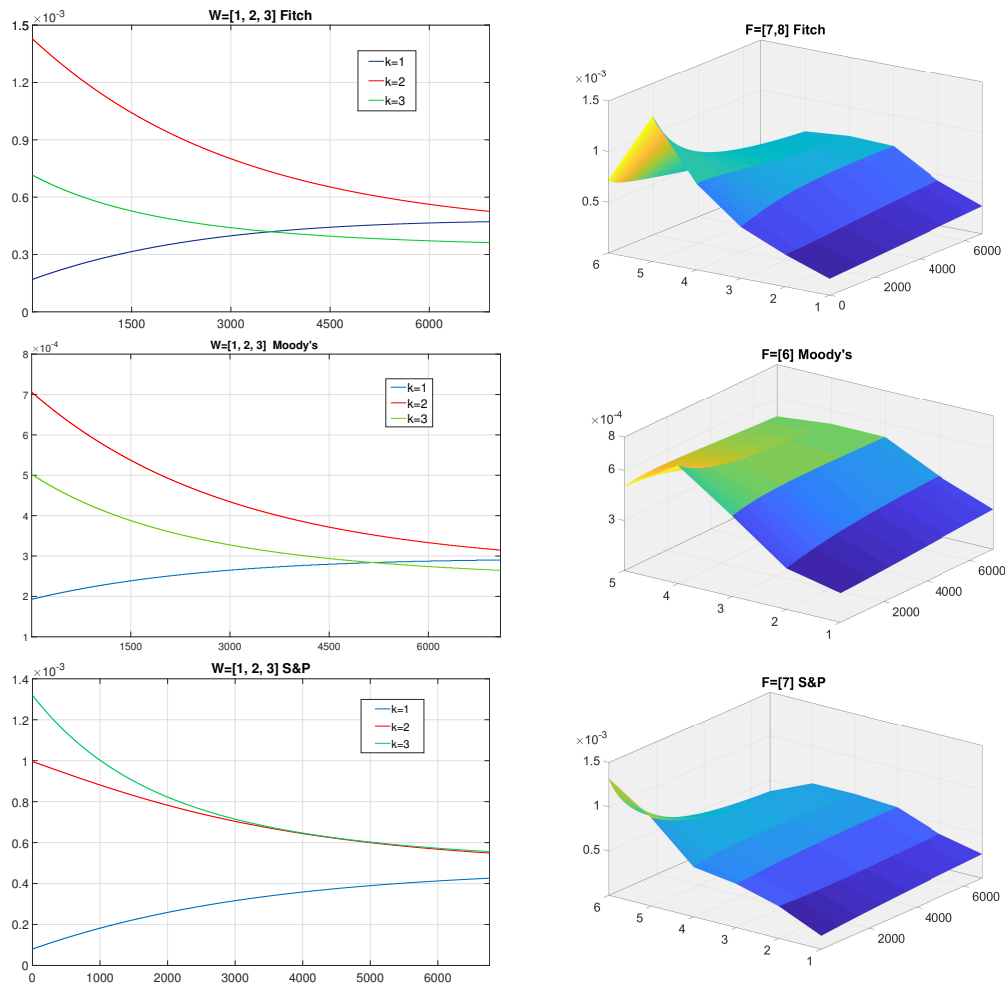 W=[1, 2, 3] Fitch
×10-3
1.5
1.2
0.9
0.6
0.3
0
1500 3000 4500 6000
k=1
k=2
k=3
F=[7,8] Fitch
×10-3
1.5
1
0.5
6 5 4 3 2 1
0 2000 4000 6000
W=[1, 2, 3] Moody's
×10-4
8
7
6
5
4
3
2
1
1500 3000 4500 6000
k=1
k=2
k=3
F=[6] Moody's
×10-4
8
6
3
5 4 3 2 1
2000 4000 6000
W=[1, 2, 3] S&P
×10-3
1.4
1.2
1
0.8
0.6
0.4
0.2
0
0 1000 2000 3000 4000 5000 6000
k=1
k=2
k=3
F=[7] S&P
×10-3
1.5
1
0.5
6 5 4 3 2 1
2000 4000 6000